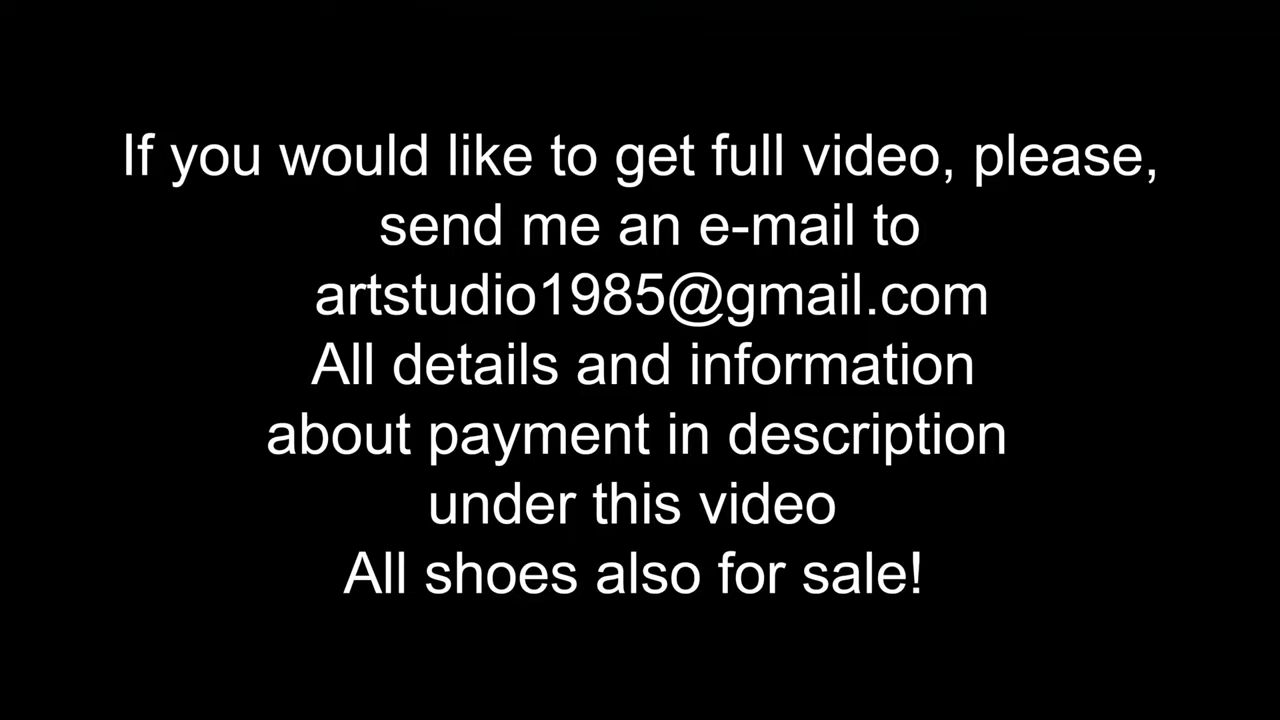 If you would like to get full video, please,
send me an e-mail to
artstudio1985@gmail.com
All details and information
about payment in description
under this video
All shoes also for sale!